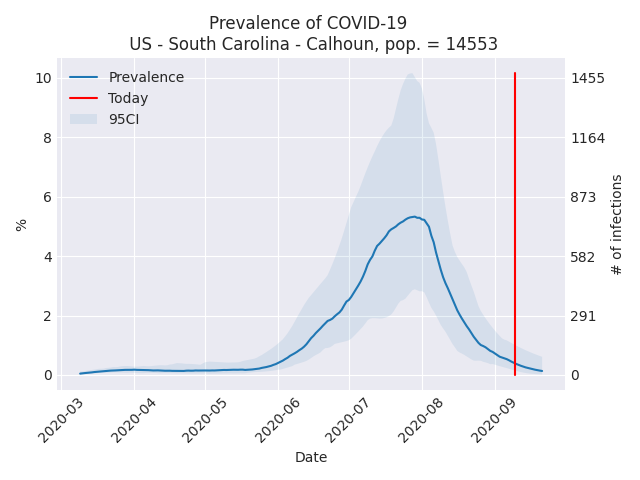 Prevalence of COVID-19
US - South Carolina - Calhoun, pop. = 14553
Prevalence
Today
95CI
10
8
6
4
2
0
%
1455
1164
873
582
291
0
# of infections
2020-03
2020-04
2020-05
2020-06
2020-07
2020-08
2020-09
Date